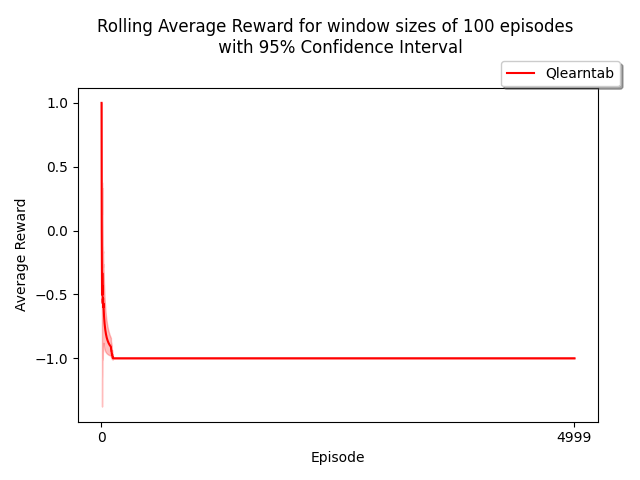 Rolling Average Reward for window sizes of 100 episodes
with 95% Confidence Interval
Qlearntab
Average Reward
1.0
0.5
0.0
−0.5
−1.0
0
4999
Episode